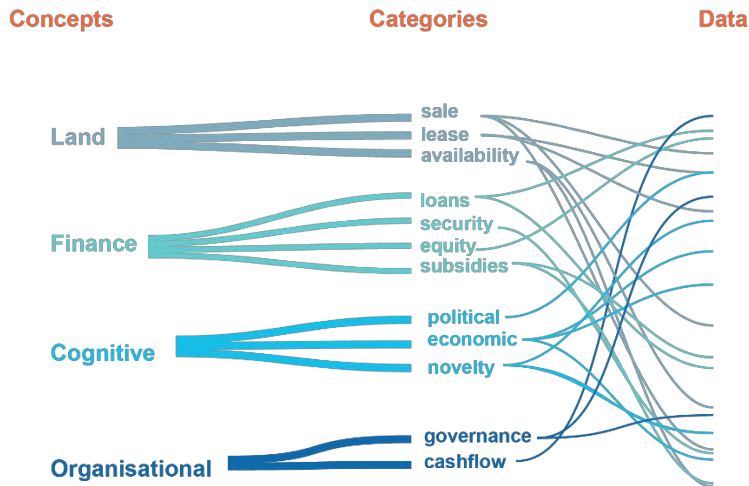 Concepts
Categories
Data
Land
sale
lease
availability
Finance
loans
security
equity
subsidies
Cognitive
political
economic
novelty
Organisational
governance
cashflow